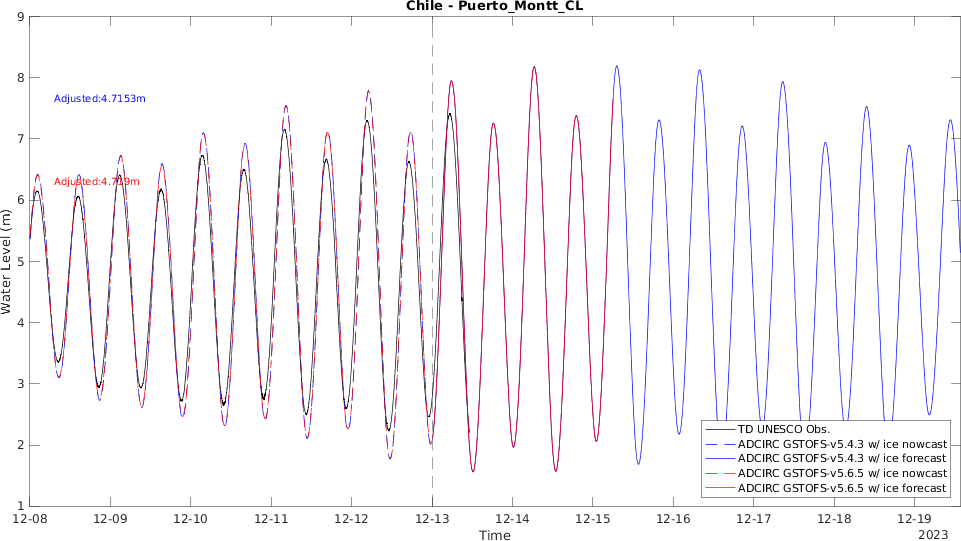 Chile - Puerto_Montt_CL
9
8
7
6
5
4
3
2
1
Water Level (m)
Adjusted:4.7153m
Adjusted:4.719m
TD UNESCO Obs.
ADCIRC GSTOFS-v5.4.3 w/ ice nowcast
ADCIRC GSTOFS-v5.4.3 w/ ice forecast
ADCIRC GSTOFS-v5.6.5 w/ ice nowcast
ADCIRC GSTOFS-v5.6.5 w/ ice forecast
12-08 12-09 12-10 12-11 12-12 12-13 12-14 12-15 12-16 12-17 12-18 12-19
Time
2023